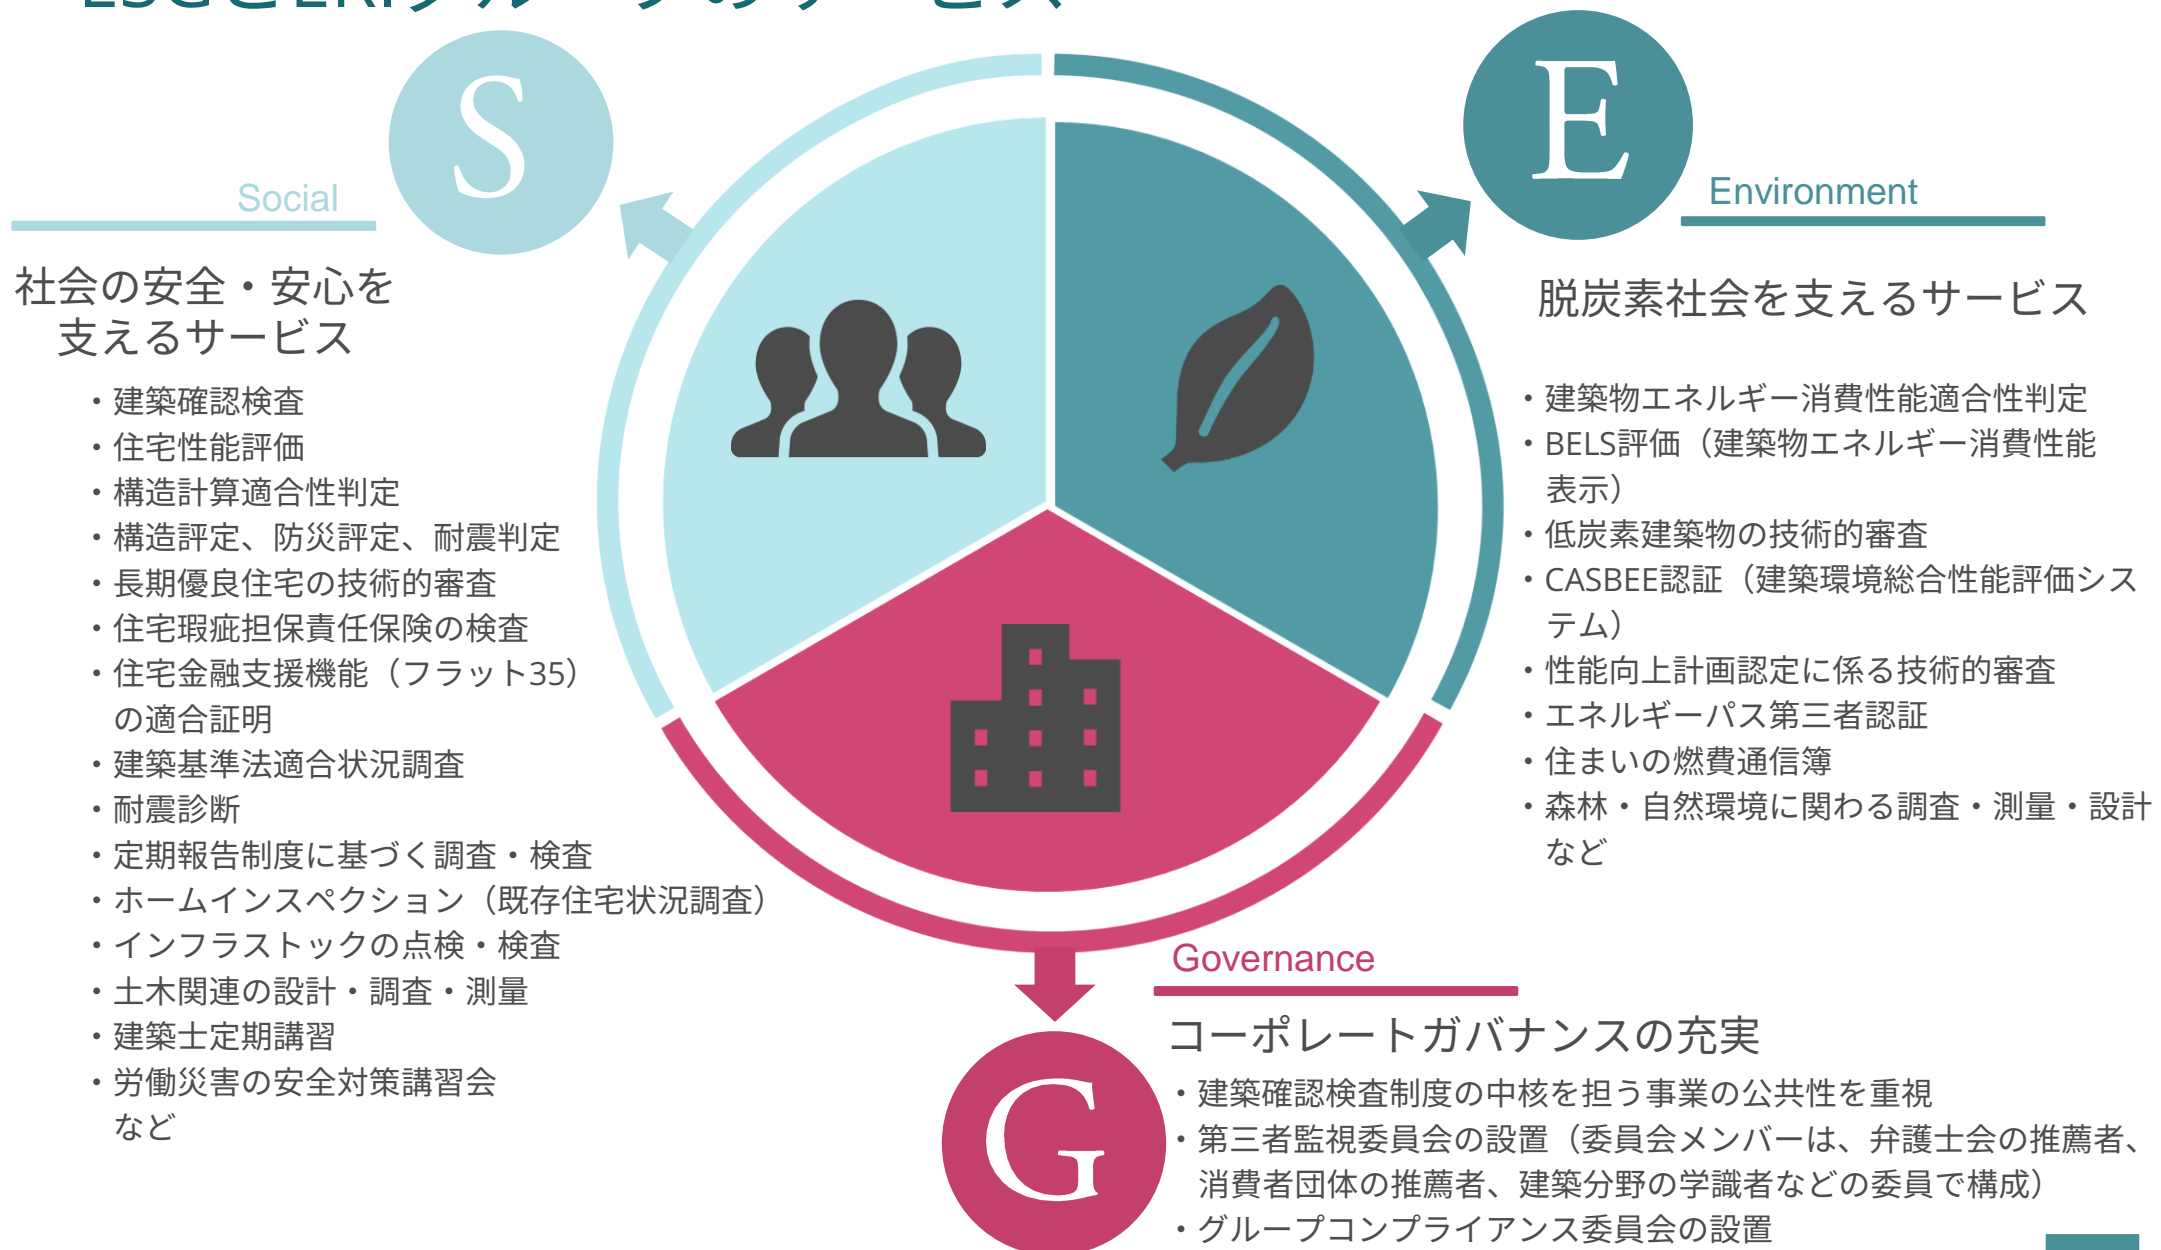 ESGとERIグループのサービス
S
Social
社会の安全・安心を
支えるサービス
・建築確認検査
・住宅性能評価
・構造計算適合性判定
・構造評定、防災評定、耐震判定
・長期優良住宅の技術的審査
・住宅瑕疵担保責任保険の検査
・住宅金融支援機能（フラット35）
の適合証明
・建築基準法適合状況調査
・耐震診断
・定期報告制度に基づく調査・検査
・ホームインスペクション（既存住宅状況調査）
・インフラストックの点検・検査
・土木関連の設計・調査・測量
・建築士定期講習
・労働災害の安全対策講習会
など
E
Environment
脱炭素社会を支えるサービス
・建築物エネルギー消費性能適合性判定
・BELS評価（建築物エネルギー消費性能
表示）
・低炭素建築物の技術的審査
・CASBEE認証（建築環境総合性能評価シス
テム）
・性能向上計画認定に係る技術的審査
・エネルギーパス第三者認証
・住まいの燃費通信簿
・森林・自然環境に関わる調査・測量・設計
など
G
Governance
コーポレートガバナンスの充実
・建築確認検査制度の中核を担う事業の公共性を重視
・第三者監視委員会の設置（委員会メンバーは、弁護士会の推薦者、
消費者団体の推薦者、建築分野の学識者などの委員で構成）
・グループコンプライアンス委員会の設置